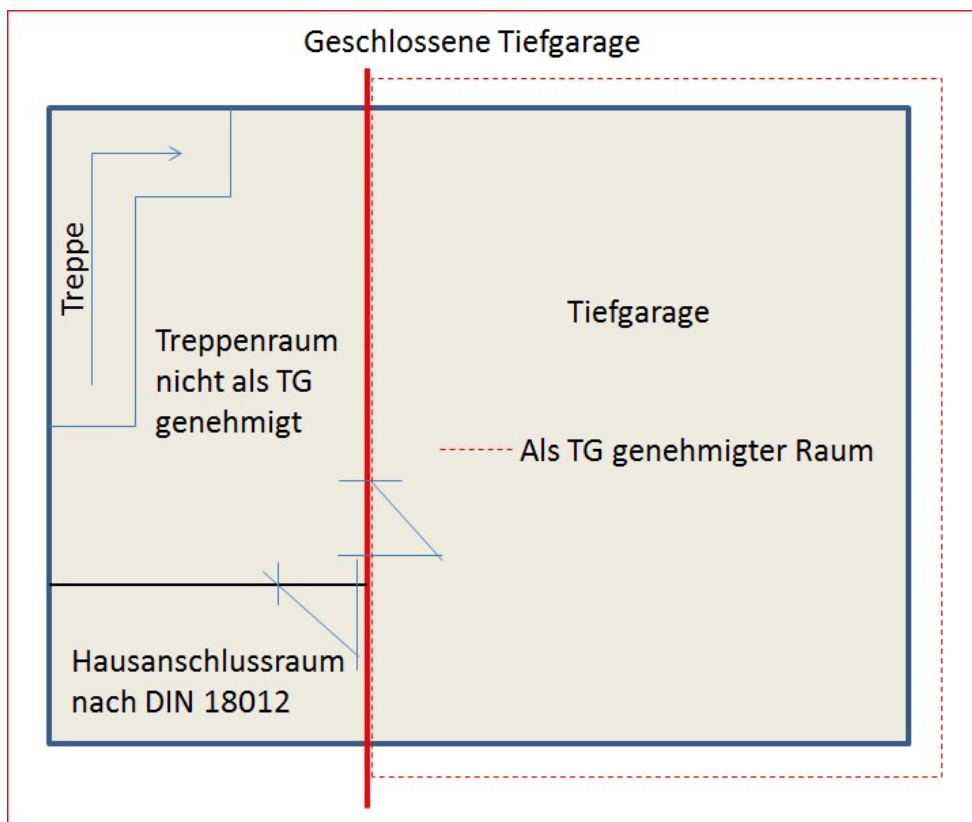 Geschlossene Tiefgarage
Treppe
Treppenraum
nicht als TG
genehmigt
Tiefgarage
Als TG genehmigter Raum
Hausanschlussraum
nach DIN 18012